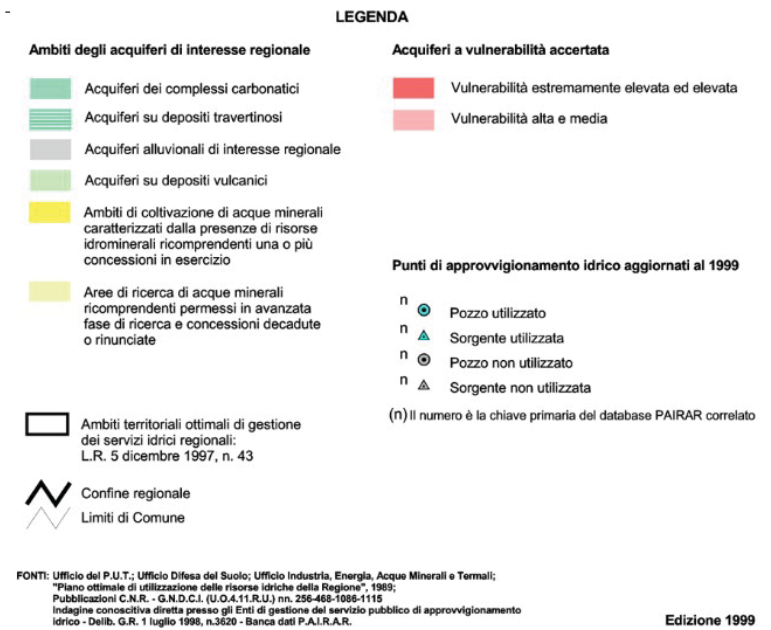 LEGENDA
Ambiti degli acquiferi di interesse regionale
Acquiferi dei complessi carbonatici
Acquiferi su depositi travertinosi
Acquiferi alluvionali di interesse regionale
Acquiferi su depositi vulcanici
Ambiti di coltivazione di acque minerali
caratterizzati dalla presenze di risorse
idrominerali ricomprendenti una o più
concessioni in esercizio
Aree di ricerca di acque minerali
ricomprendenti permessi in avanzata
fase di ricerca e concessioni decadute
o rinunciate
Ambiti territoriali ottimali di gestione
dei servizi idrici regionali:
L.R. 5 dicembre 1997, n. 43
Confine regionale
Limiti di Comune
Acquiferi a vulnerabilità accertata
Vulnerabilità estremamente elevata ed elevata
Vulnerabilità alta e media
Punti di approvvigionamento idrico aggiornati al 1999
n Pozzo utilizzato
n Sorgente utilizzata
n Pozzo non utilizzato
n Sorgente non utilizzata
(n) Il numero è la chiave primaria del database PAIRAR correlato
FONTI: Ufficio del P.U.T.; Ufficio Difesa del Suolo; Ufficio Industria, Energia, Acque Minerali e Termali;
"Piano ottimale di utilizzazione delle risorse idriche della Regione", 1989;
Pubblicazioni C.N.R. - G.N.D.C.I. (U.O.4.11.R.U.) nn. 256-468-1086-1115
Indagine conoscitiva diretta presso gli Enti di gestione del servizio pubblico di approvvigionamento
idrico - Delib. G.R. 1 luglio 1998, n.3620 - Banca dati P.A.I.R.A.R.
Edizione 1999